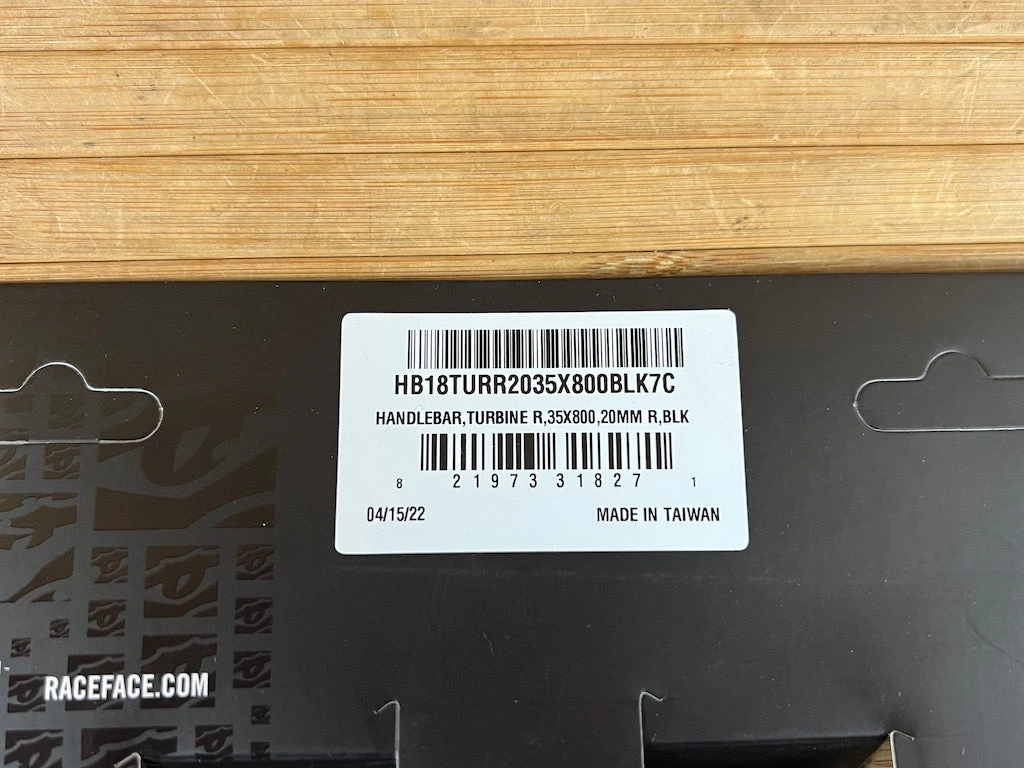 HB18TURR2035X800BLK7C
HANDLEBAR,TURBINE R,35X800,20MM R,BLK
8 21973 31827 1
04/15/22 MADE IN TAIWAN
RACEFACE.COM